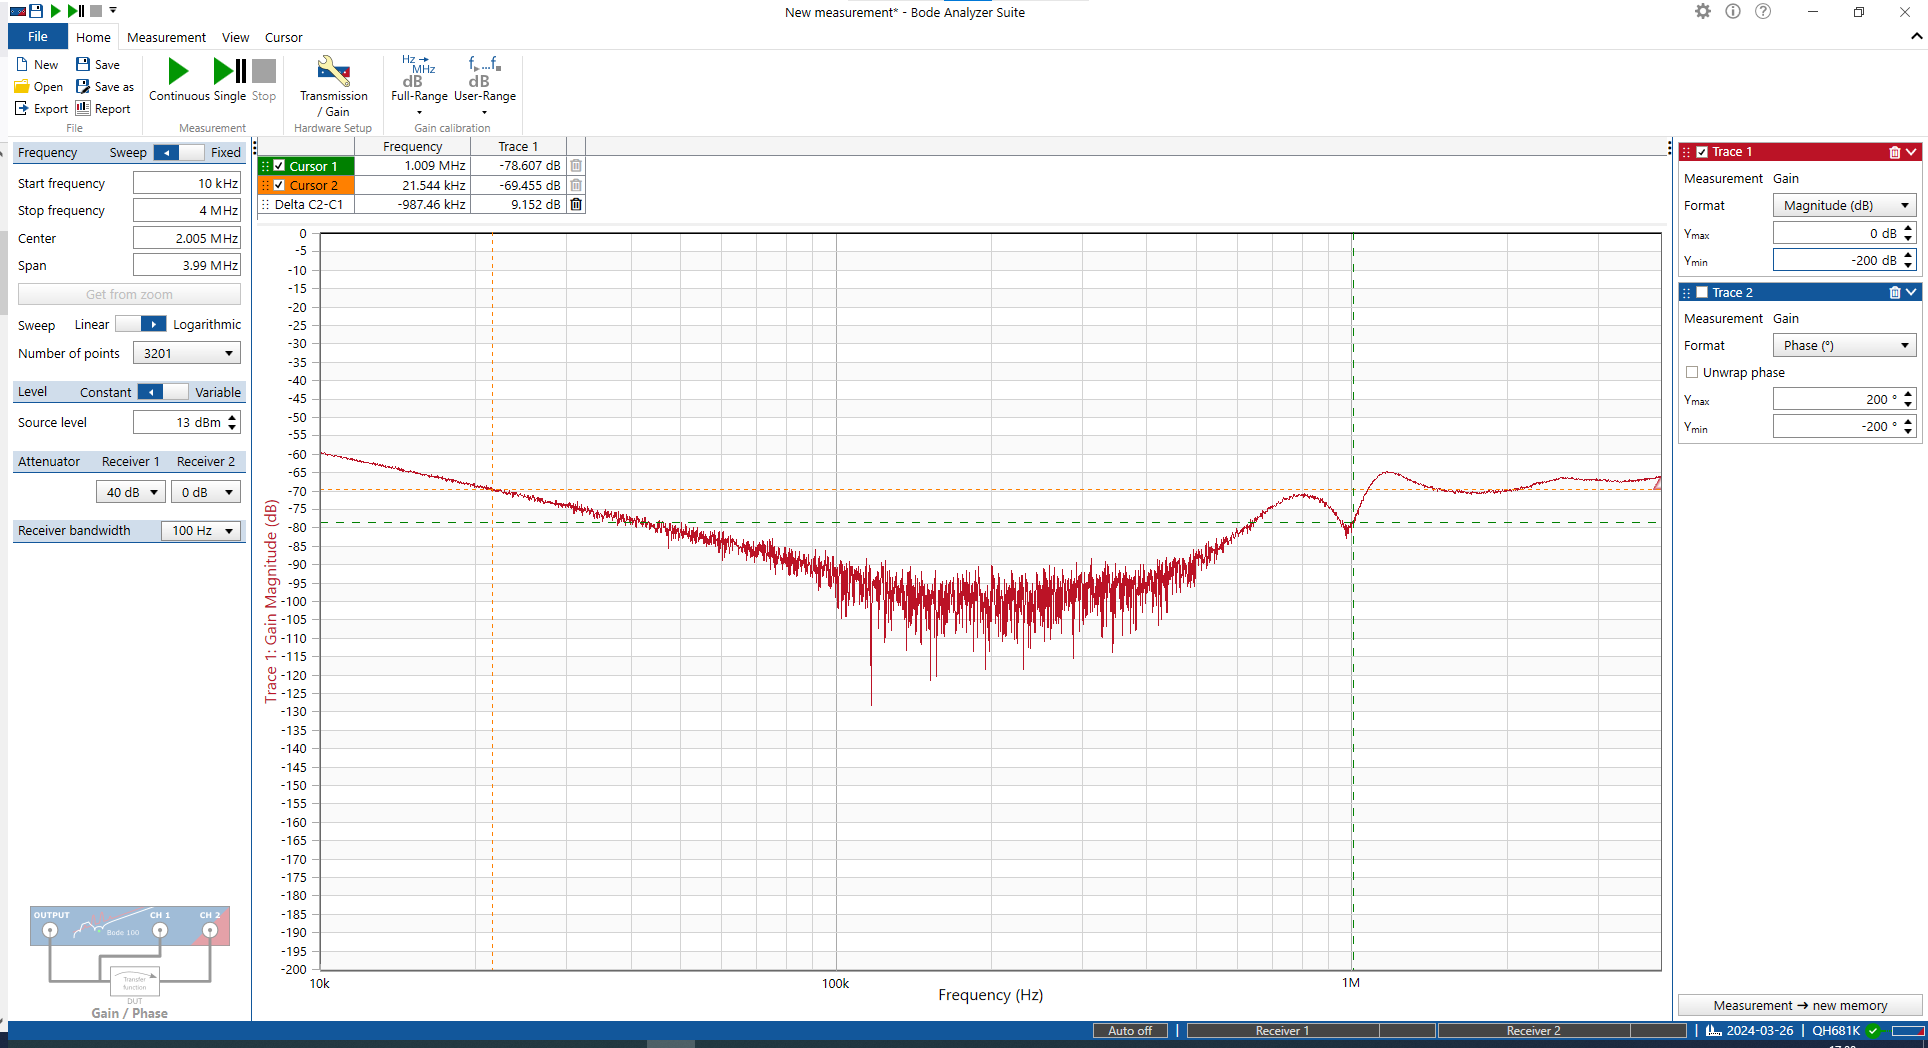 New measurement* - Bode Analyzer Suite
File Home Measurement View Cursor
New Save
Open Save as
Export Report
File
Continuous Single Stop
Measurement
Transmission
/ Gain
Hardware Setup
Hz
MHz
dB
Full-Range
f...f
dB
User-Range
Gain calibration
Frequency Sweep Fixed
Start frequency 10 kHz
Stop frequency 4 MHz
Center 2.005 MHz
Span 3.99 MHz
Get from zoom
Sweep Linear Logarithmic
Number of points 3201
Level Constant Variable
Source level 13 dBm
Attenuator Receiver 1 Receiver 2
40 dB 0 dB
Receiver bandwidth 100 Hz
OUTPUT CH 1 CH 2
Bode 100
Transfer
function
DUT
Gain / Phase
Frequency Trace 1
Cursor 1 1.009 MHz -78.607 dB
Cursor 2 21.544 kHz -69.455 dB
Delta C2-C1 -987.46 kHz 9.152 dB
0
-5
-10
-15
-20
-25
-30
-35
-40
-45
-50
-55
-60
-65
-70
-75
-80
-85
-90
-95
-100
-105
-110
-115
-120
-125
-130
-135
-140
-145
-150
-155
-160
-165
-170
-175
-180
-185
-190
-195
-200
Trace 1: Gain Magnitude (dB)
10k 100k 1M
Frequency (Hz)
Trace 1
Measurement Gain
Format Magnitude (dB)
Ymax 0 dB
Ymin -200 dB
Trace 2
Measurement Gain
Format Phase (°)
Unwrap phase
Ymax 200 °
Ymin -200 °
Measurement → new memory
Auto off | Receiver 1 Receiver 2 | 2024-03-26 | QH681K